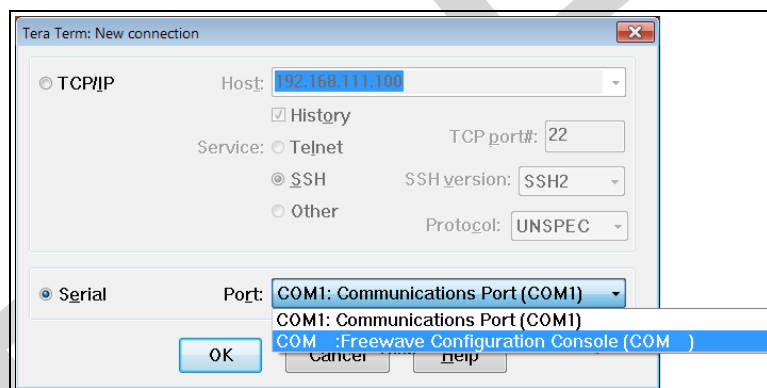 Tera Term: New connection
TCP/IP Host: 192.168.111.100
History
Service: Telnet TCP port#: 22
SSH SSH version: SSH2
Other Protocol: UNSPEC
Serial Port: COM1: Communications Port (COM1)
COM1: Communications Port (COM1)
COM :Freewave Configuration Console (COM )
OK Cancel Help